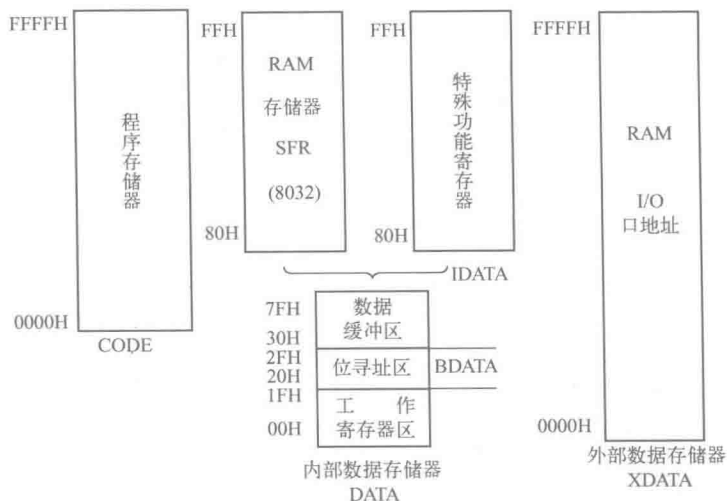 FFFFH
程序存储器
0000H
CODE
FFH
RAM
存储器
SFR
(8032)
80H
FFH
特殊功能寄存器
80H
IDATA
7FH
数据
缓冲区
30H
2FH
位寻址区
BDATA
20H
1FH
工 作
寄存器区
00H
内部数据存储器
DATA
FFFFH
RAM
I/O
口地址
0000H
外部数据存储器
XDATA